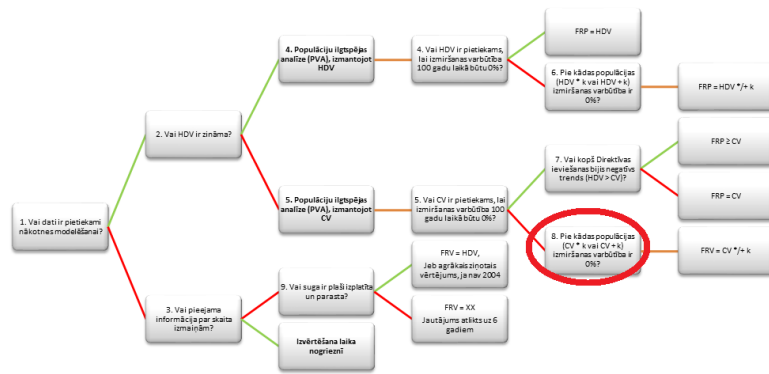 1. Vai dati ir pietiekami
nākotnes modelēšanai?
2. Vai HDV ir zināma?
3. Vai pieejama
informācija par skaita
izmaiņām?
4. Populāciju ilgtspējas
analīze (PVA), izmantojot
HDV
5. Populāciju ilgtspējas
analīze (PVA), izmantojot
CV
9. Vai suga ir plaši izplatīta
un parasta?
Izvērtēšana laika
nogrieznī
4. Vai HDV ir pietiekams,
lai izmiršanas varbūtība
100 gadu laikā būtu 0%?
5. Vai CV ir pietiekams, lai
izmiršanas varbūtība 100
gadu laikā būtu 0%?
FRV = HDV,
Jeb agrākais ziņotais
vērtējums, ja nav 2004
FRV = XX
Jautājums atlikts uz 6
gadiem
FRP = HDV
6. Pie kādas populācijas
(HDV * k vai HDV + k)
izmiršanas varbūtība ir
0%?
7. Vai kopš Direktīvas
ieviešanas bijis negatīvs
trends (HDV > CV)?
8. Pie kādas populācijas
(CV * k vai CV + k)
izmiršanas varbūtība ir
0%?
FRP = HDV */+ k
FRP ≥ CV
FRP = CV
FRV = CV */+ k